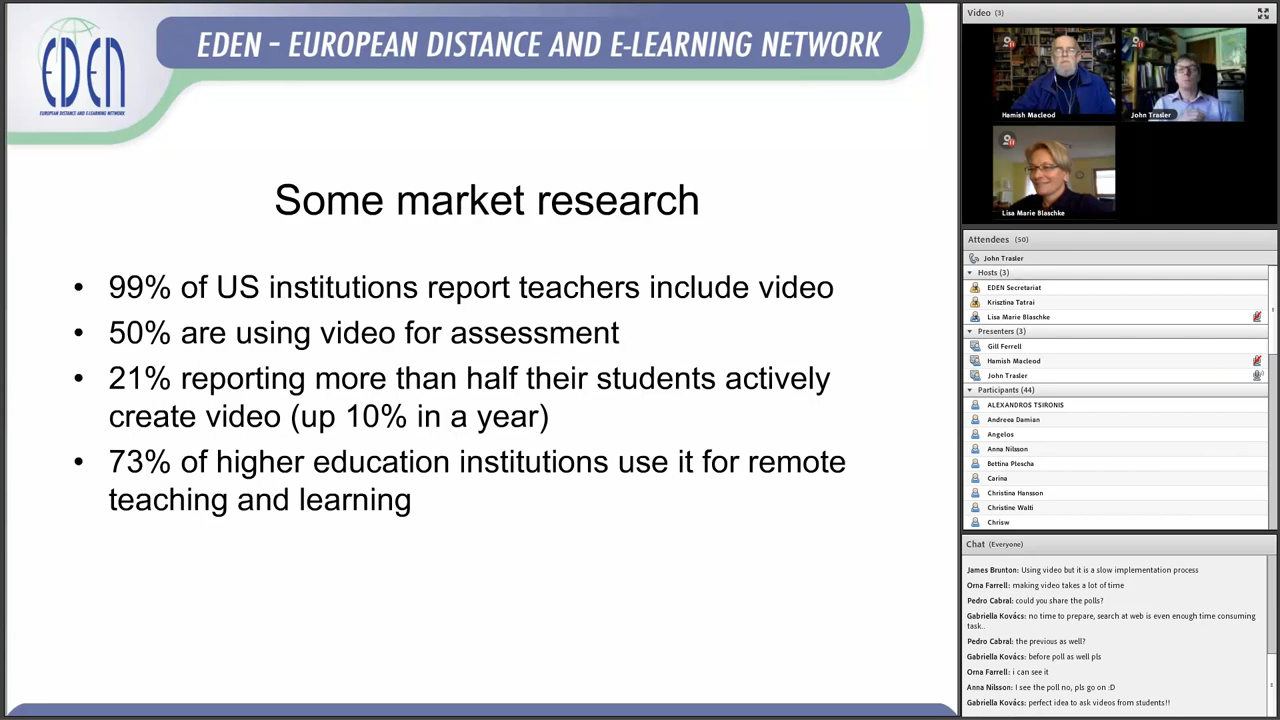 EDEN
EUROPEAN DISTANCE AND E-LEARNING NETWORK
EDEN – EUROPEAN DISTANCE AND E-LEARNING NETWORK
Some market research
• 99% of US institutions report teachers include video
• 50% are using video for assessment
• 21% reporting more than half their students actively
create video (up 10% in a year)
• 73% of higher education institutions use it for remote
teaching and learning
Video (3)
Hamish Macleod
John Trasler
Lisa Marie Blaschke
Attendees (50)
John Trasler
Hosts (3)
EDEN Secretariat
Krisztina Tatrai
Lisa Marie Blaschke
Presenters (3)
Gill Ferrell
Hamish Macleod
John Trasler
Participants (44)
ALEXANDROS TSIRONIS
Andreea Damian
Angelos
Anna Nilsson
Bettina Plescha
Carina
Christina Hansson
Christine Walti
Chrisw
Chat (Everyone)
James Brunton: Using video but it is a slow implementation process
Orna Farrell: making video takes a lot of time
Pedro Cabral: could you share the polls?
Gabriella Kovács: no time to prepare, search at web is even enough time consuming
task..
Pedro Cabral: the previous as well?
Gabriella Kovács: before poll as well pls
Orna Farrell: i can see it
Anna Nilsson: I see the poll no, pls go on :D
Gabriella Kovács: perfect idea to ask videos from students!!